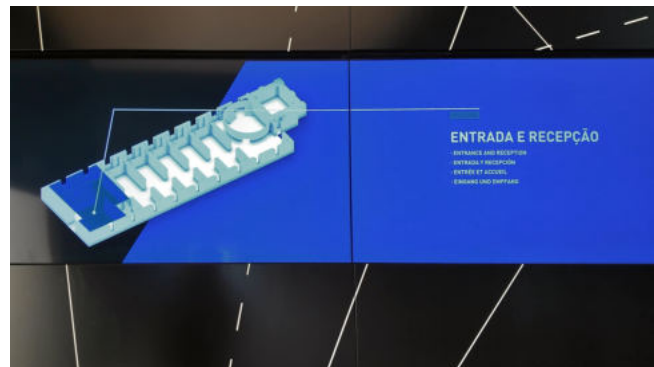 ENTRADA E RECEPÇÃO
· ENTRANCE AND RECEPTION
· ENTRADA Y RECEPCIÓN
· ENTRÉE ET ACCUEIL
· EINGANG UND EMPFANG